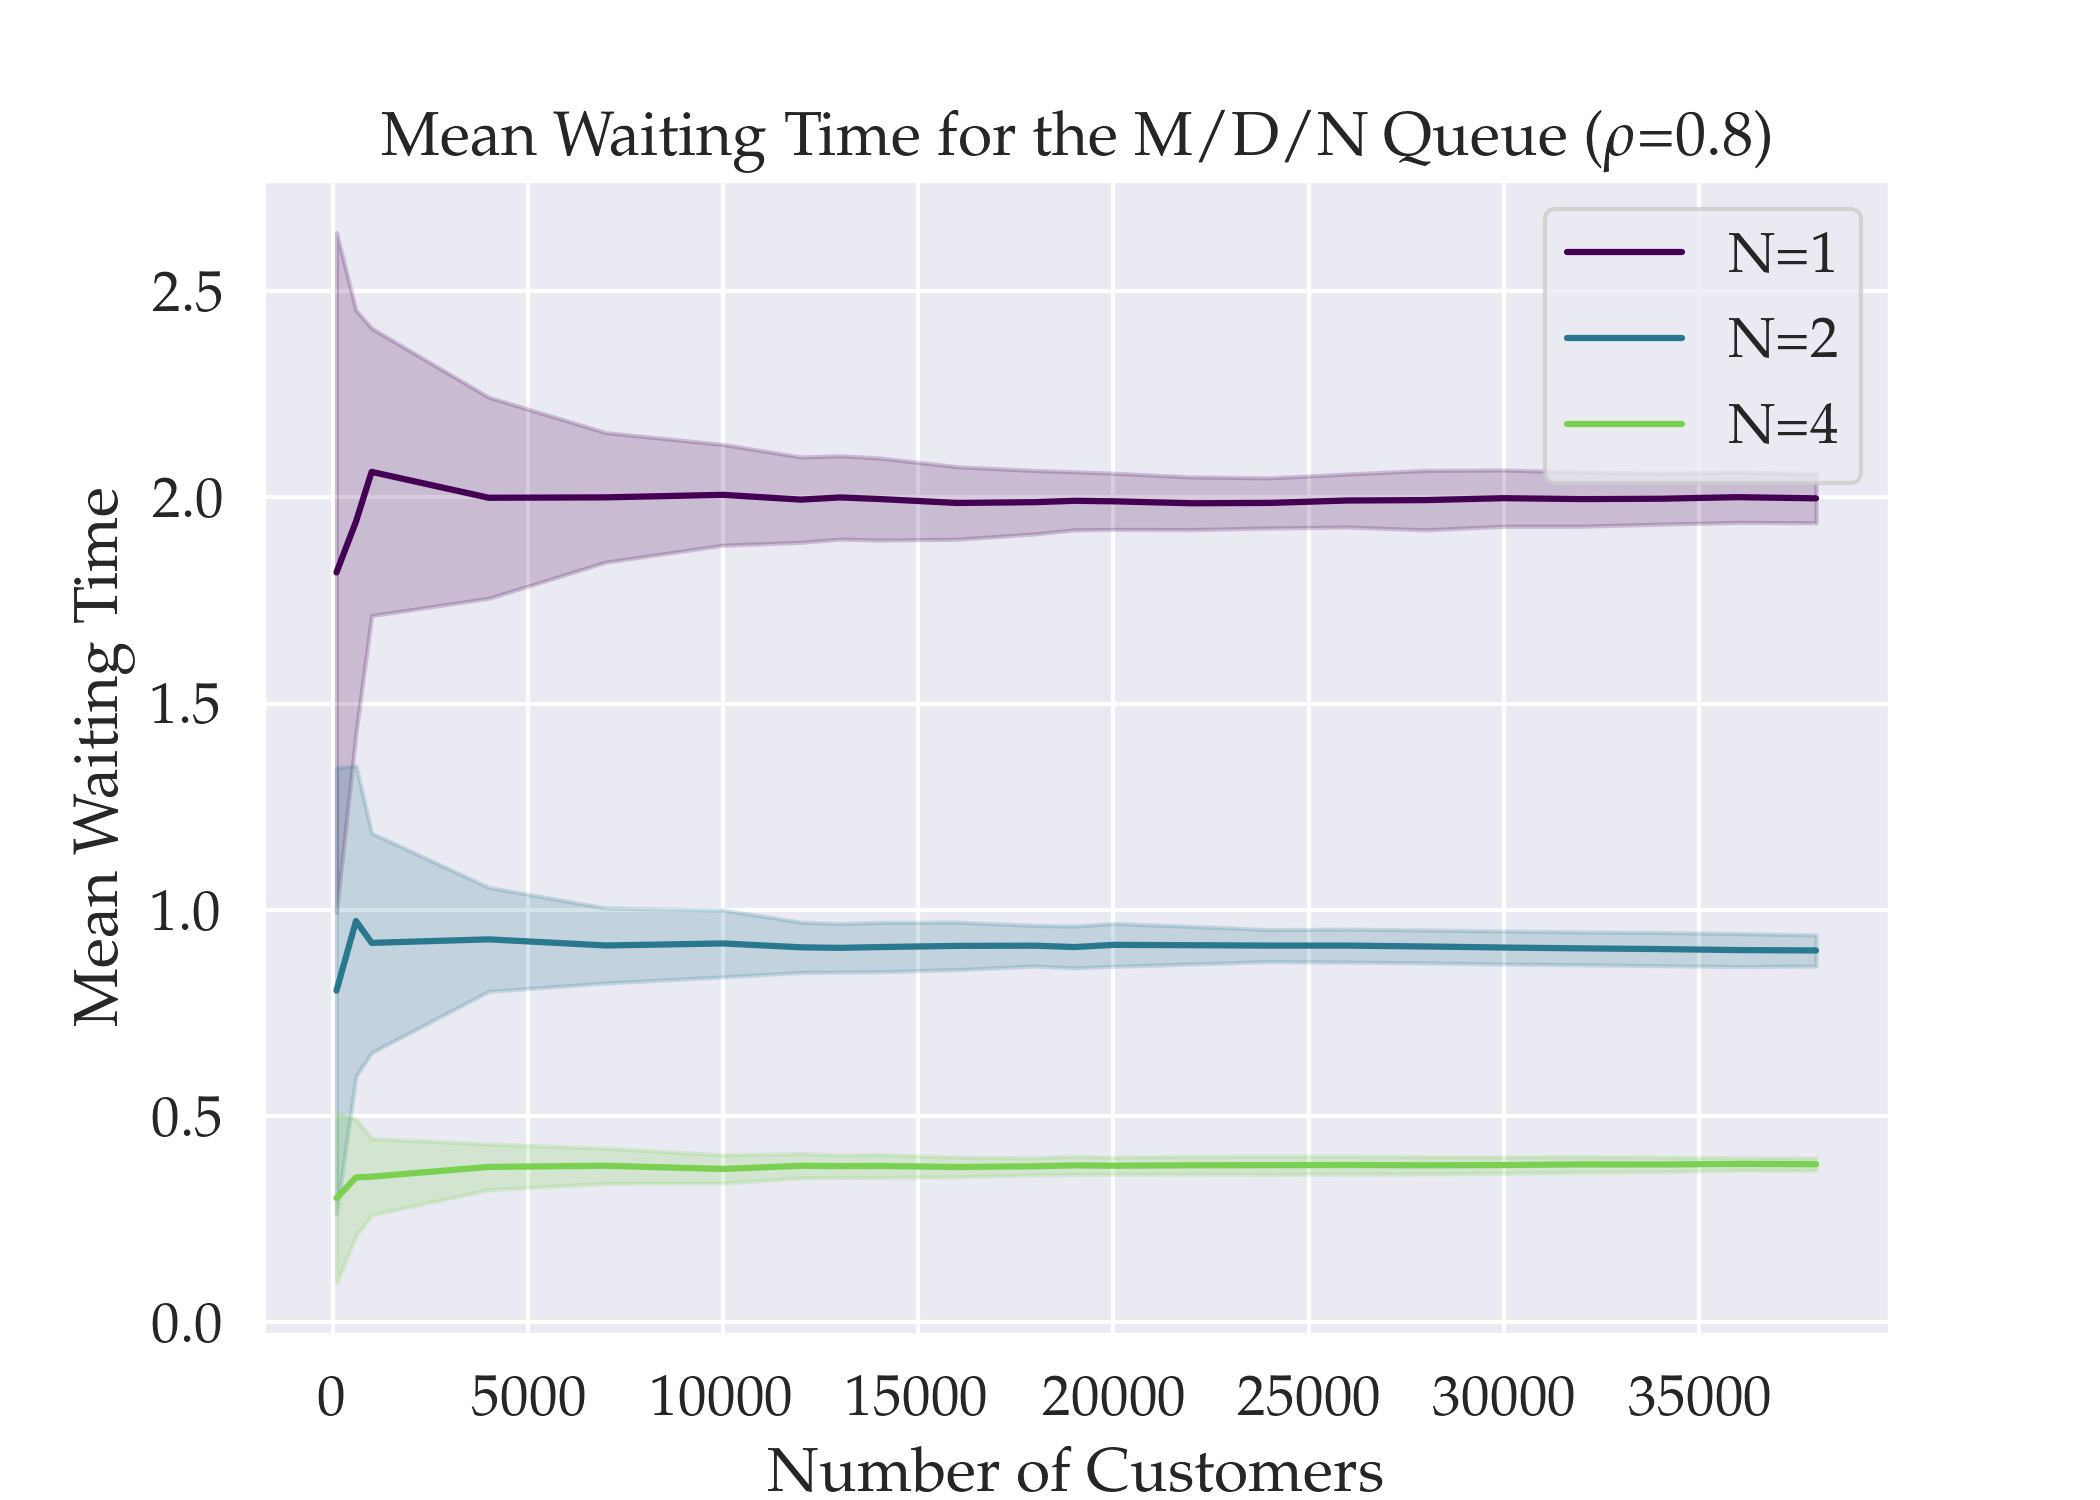 Mean Waiting Time for the M/D/N Queue (ρ=0.8)
N=1
N=2
N=4
Mean Waiting Time
2.5
2.0
1.5
1.0
0.5
0.0
0 5000 10000 15000 20000 25000 30000 35000
Number of Customers